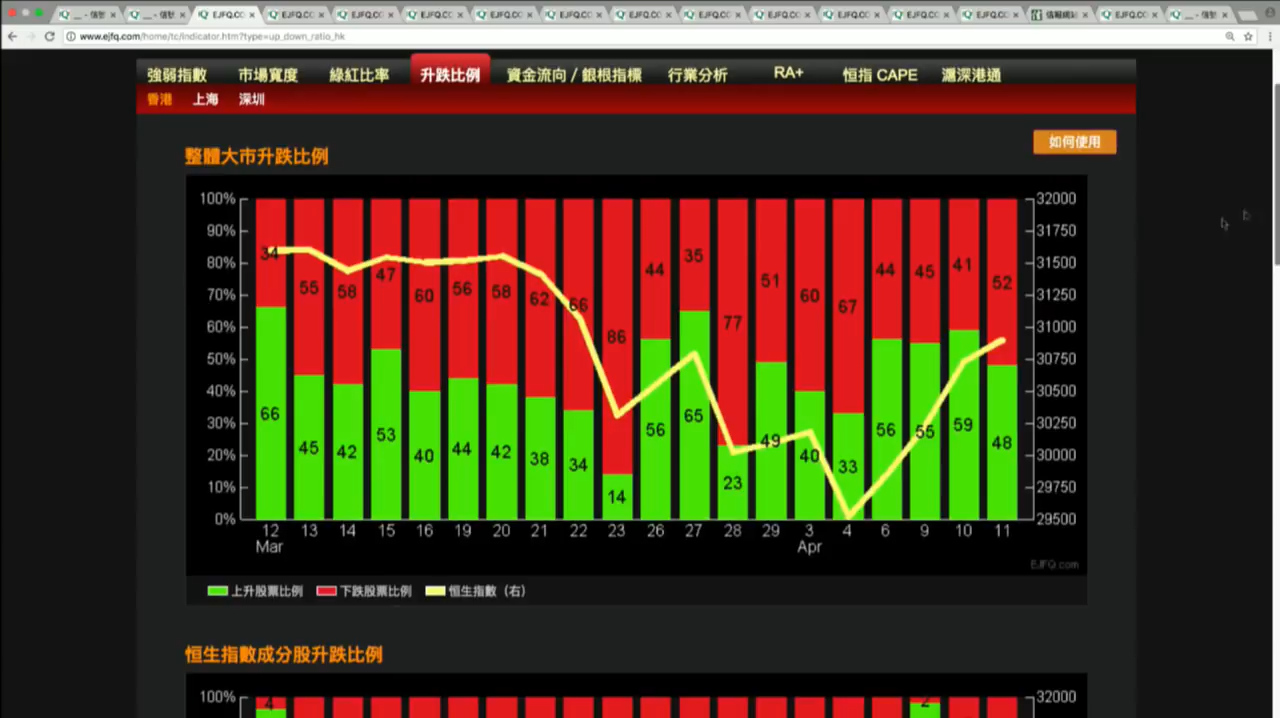 EJFQ.CO
www.ejfq.com/home/tc/indicator.htm?type=up_down_ratio_hk
強弱指數 市場寬度 綠紅比率 升跌比例 資金流向 / 銀根指標 行業分析 RA+ 恒指 CAPE 滬深港通
香港 上海 深圳
如何使用
整體大市升跌比例
100% 32000
90% 31750
80% 31500
70% 31250
60% 31000
50% 30750
40% 30500
30% 30250
20% 30000
10% 29750
0% 29500
34 55 58 47 60 56 58 62 66 86 44 35 77 51 60 67 44 45 41 52
66 45 42 53 40 44 42 38 34 14 56 65 23 49 40 33 56 55 59 48
12 13 14 15 16 19 20 21 22 23 26 27 28 29 3 4 6 9 10 11
Mar Apr
EJFQ.com
上升股票比例 下跌股票比例 恒生指數（右）
恒生指數成分股升跌比例
100% 4 2 32000